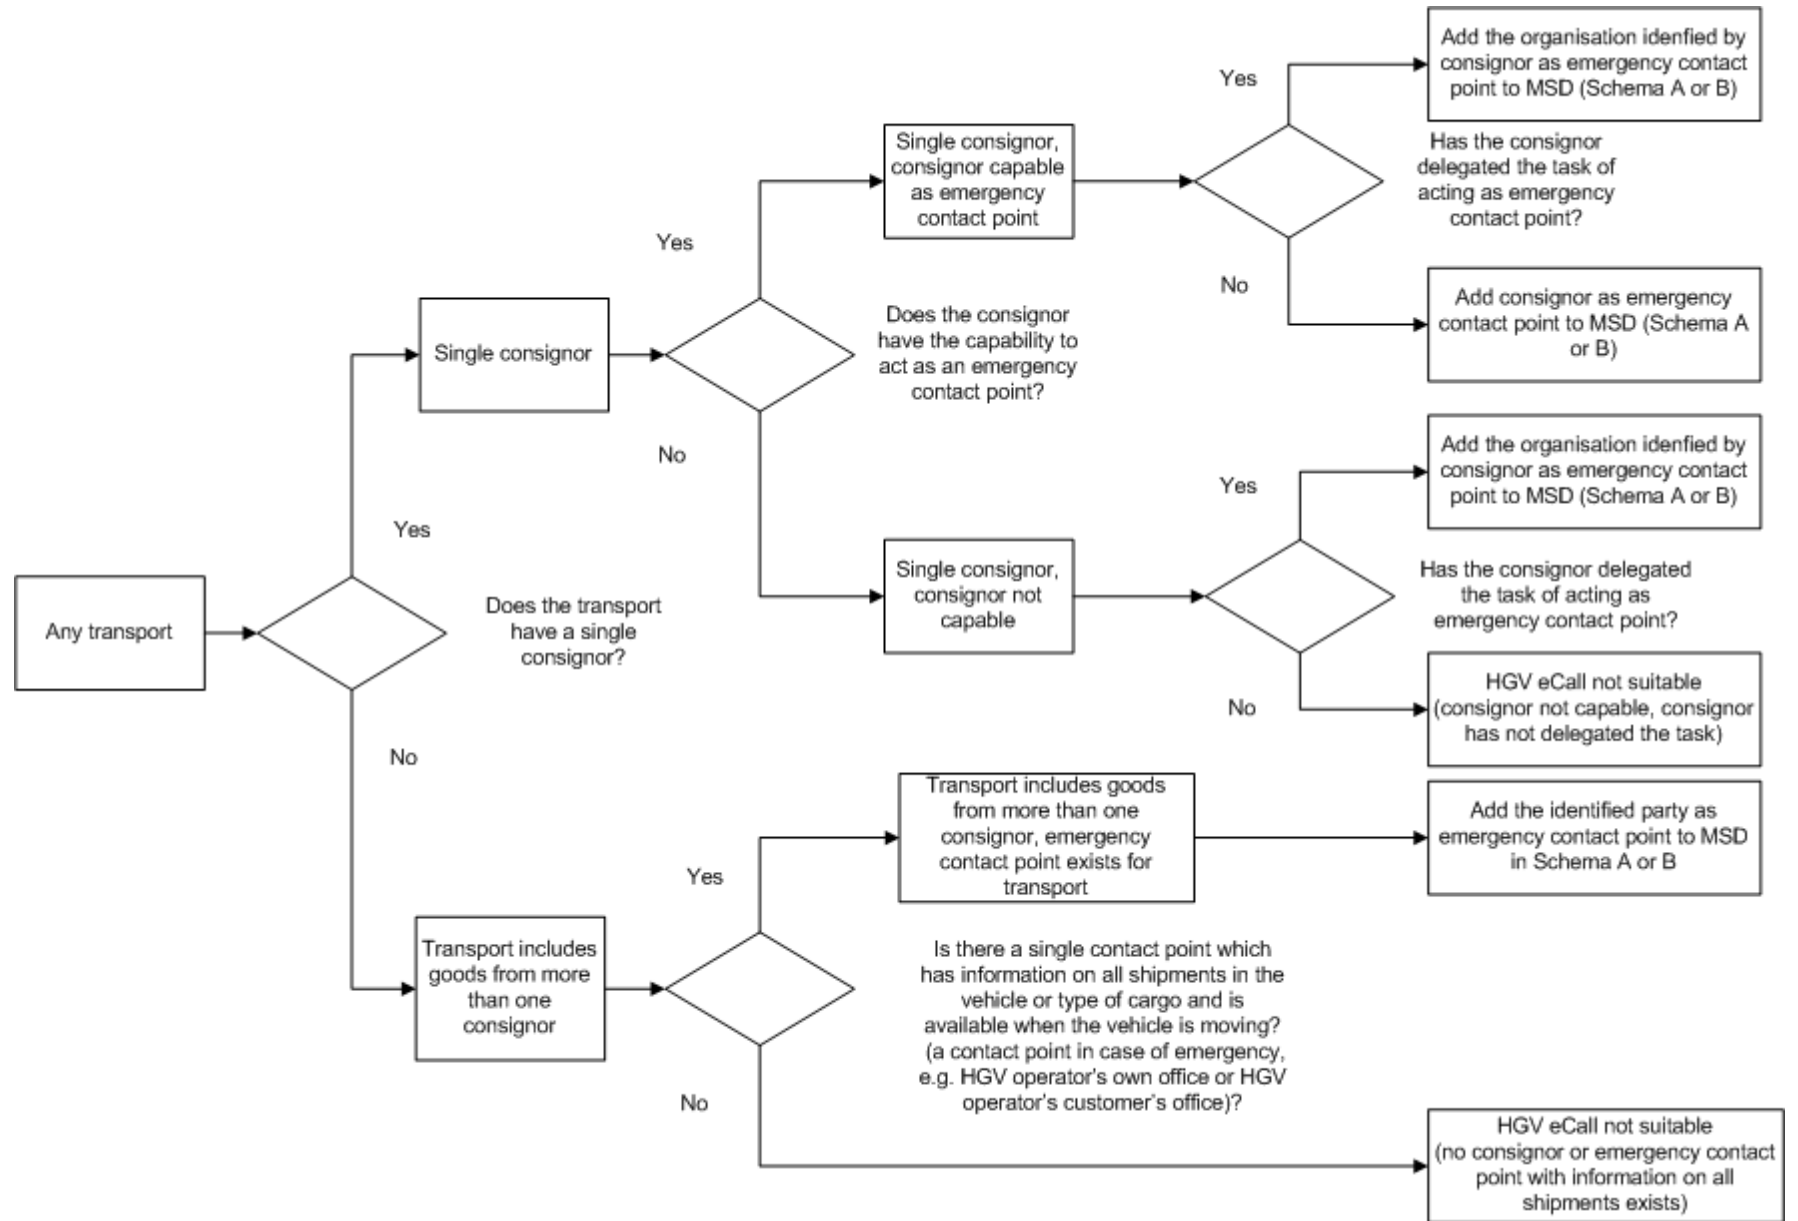 Add the organisation idenfied by
consignor as emergency contact
point to MSD (Schema A or B)
Yes
Single consignor,
consignor capable
as emergency
contact point
Has the consignor
delegated the task of
acting as emergency
contact point?
Yes
No
Add consignor as emergency
contact point to MSD (Schema A
or B)
Single consignor
Does the consignor
have the capability to
act as an emergency
contact point?
No
Add the organisation idenfied by
consignor as emergency contact
point to MSD (Schema A or B)
Yes
Yes
Single consignor,
consignor not
capable
Has the consignor delegated
the task of acting as
emergency contact point?
Any transport
Does the transport
have a single
consignor?
No
HGV eCall not suitable
(consignor not capable, consignor
has not delegated the task)
No
Transport includes goods
from more than one
consignor, emergency
contact point exists for
transport
Add the identified party as
emergency contact point to MSD
in Schema A or B
Yes
Transport includes
goods from more
than one
consignor
Is there a single contact point which
has information on all shipments in the
vehicle or type of cargo and is
available when the vehicle is moving?
(a contact point in case of emergency,
e.g. HGV operator's own office or HGV
operator's customer's office)?
No
HGV eCall not suitable
(no consignor or emergency contact
point with information on all
shipments exists)